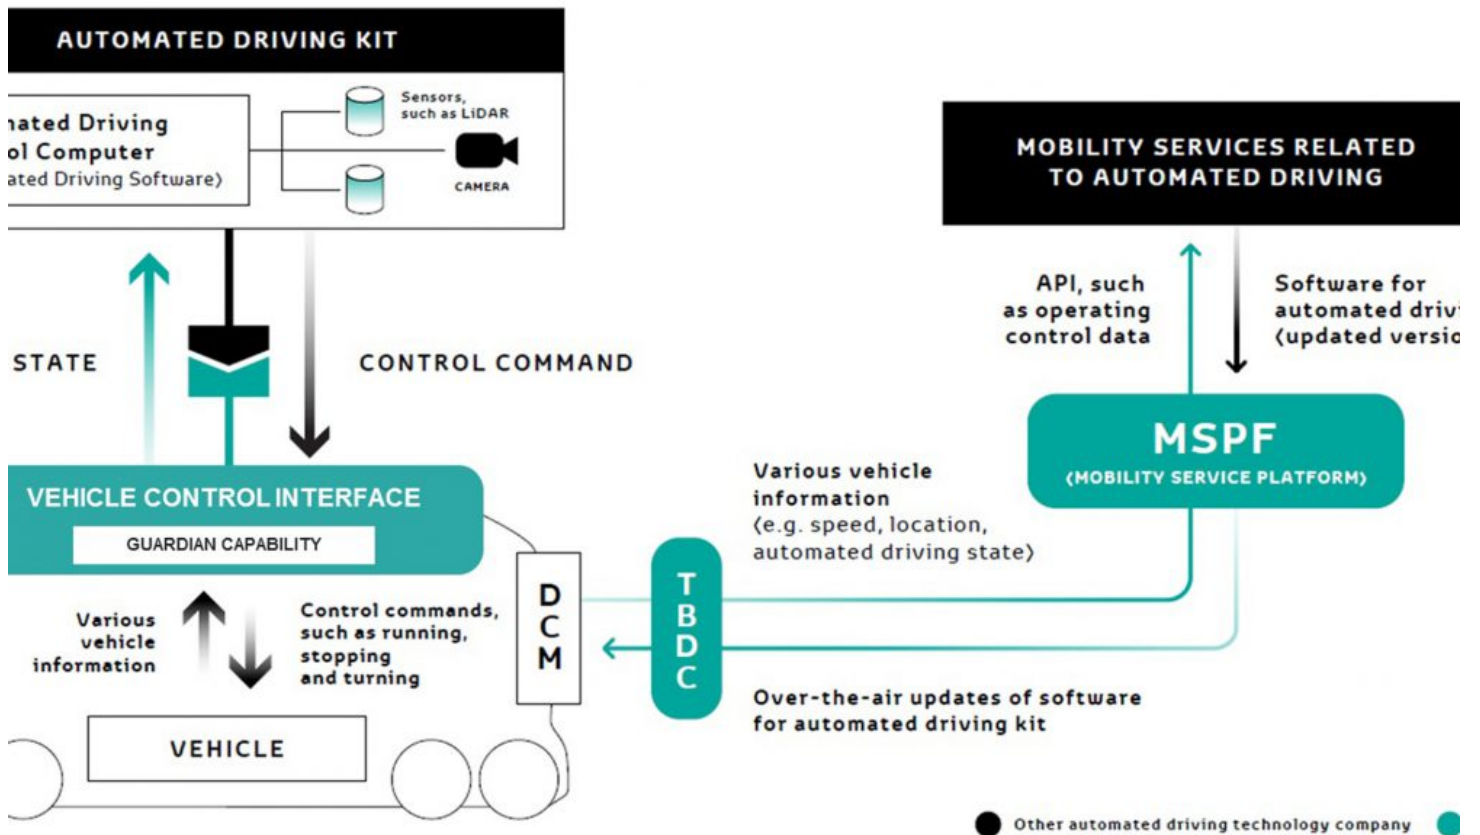 AUTOMATED DRIVING KIT
Sensors,
such as LiDAR
nated Driving
ol Computer
ated Driving Software⟩
CAMERA
STATE
CONTROL COMMAND
VEHICLE CONTROL INTERFACE
GUARDIAN CAPABILITY
Various
vehicle
information
Control commands,
such as running,
stopping
and turning
VEHICLE
DCM
TBDC
Various vehicle
information
⟨e.g. speed, location,
automated driving state⟩
Over-the-air updates of software
for automated driving kit
MOBILITY SERVICES RELATED
TO AUTOMATED DRIVING
API, such
as operating
control data
Software for
automated drivi
⟨updated versio
MSPF
⟨MOBILITY SERVICE PLATFORM⟩
Other automated driving technology company